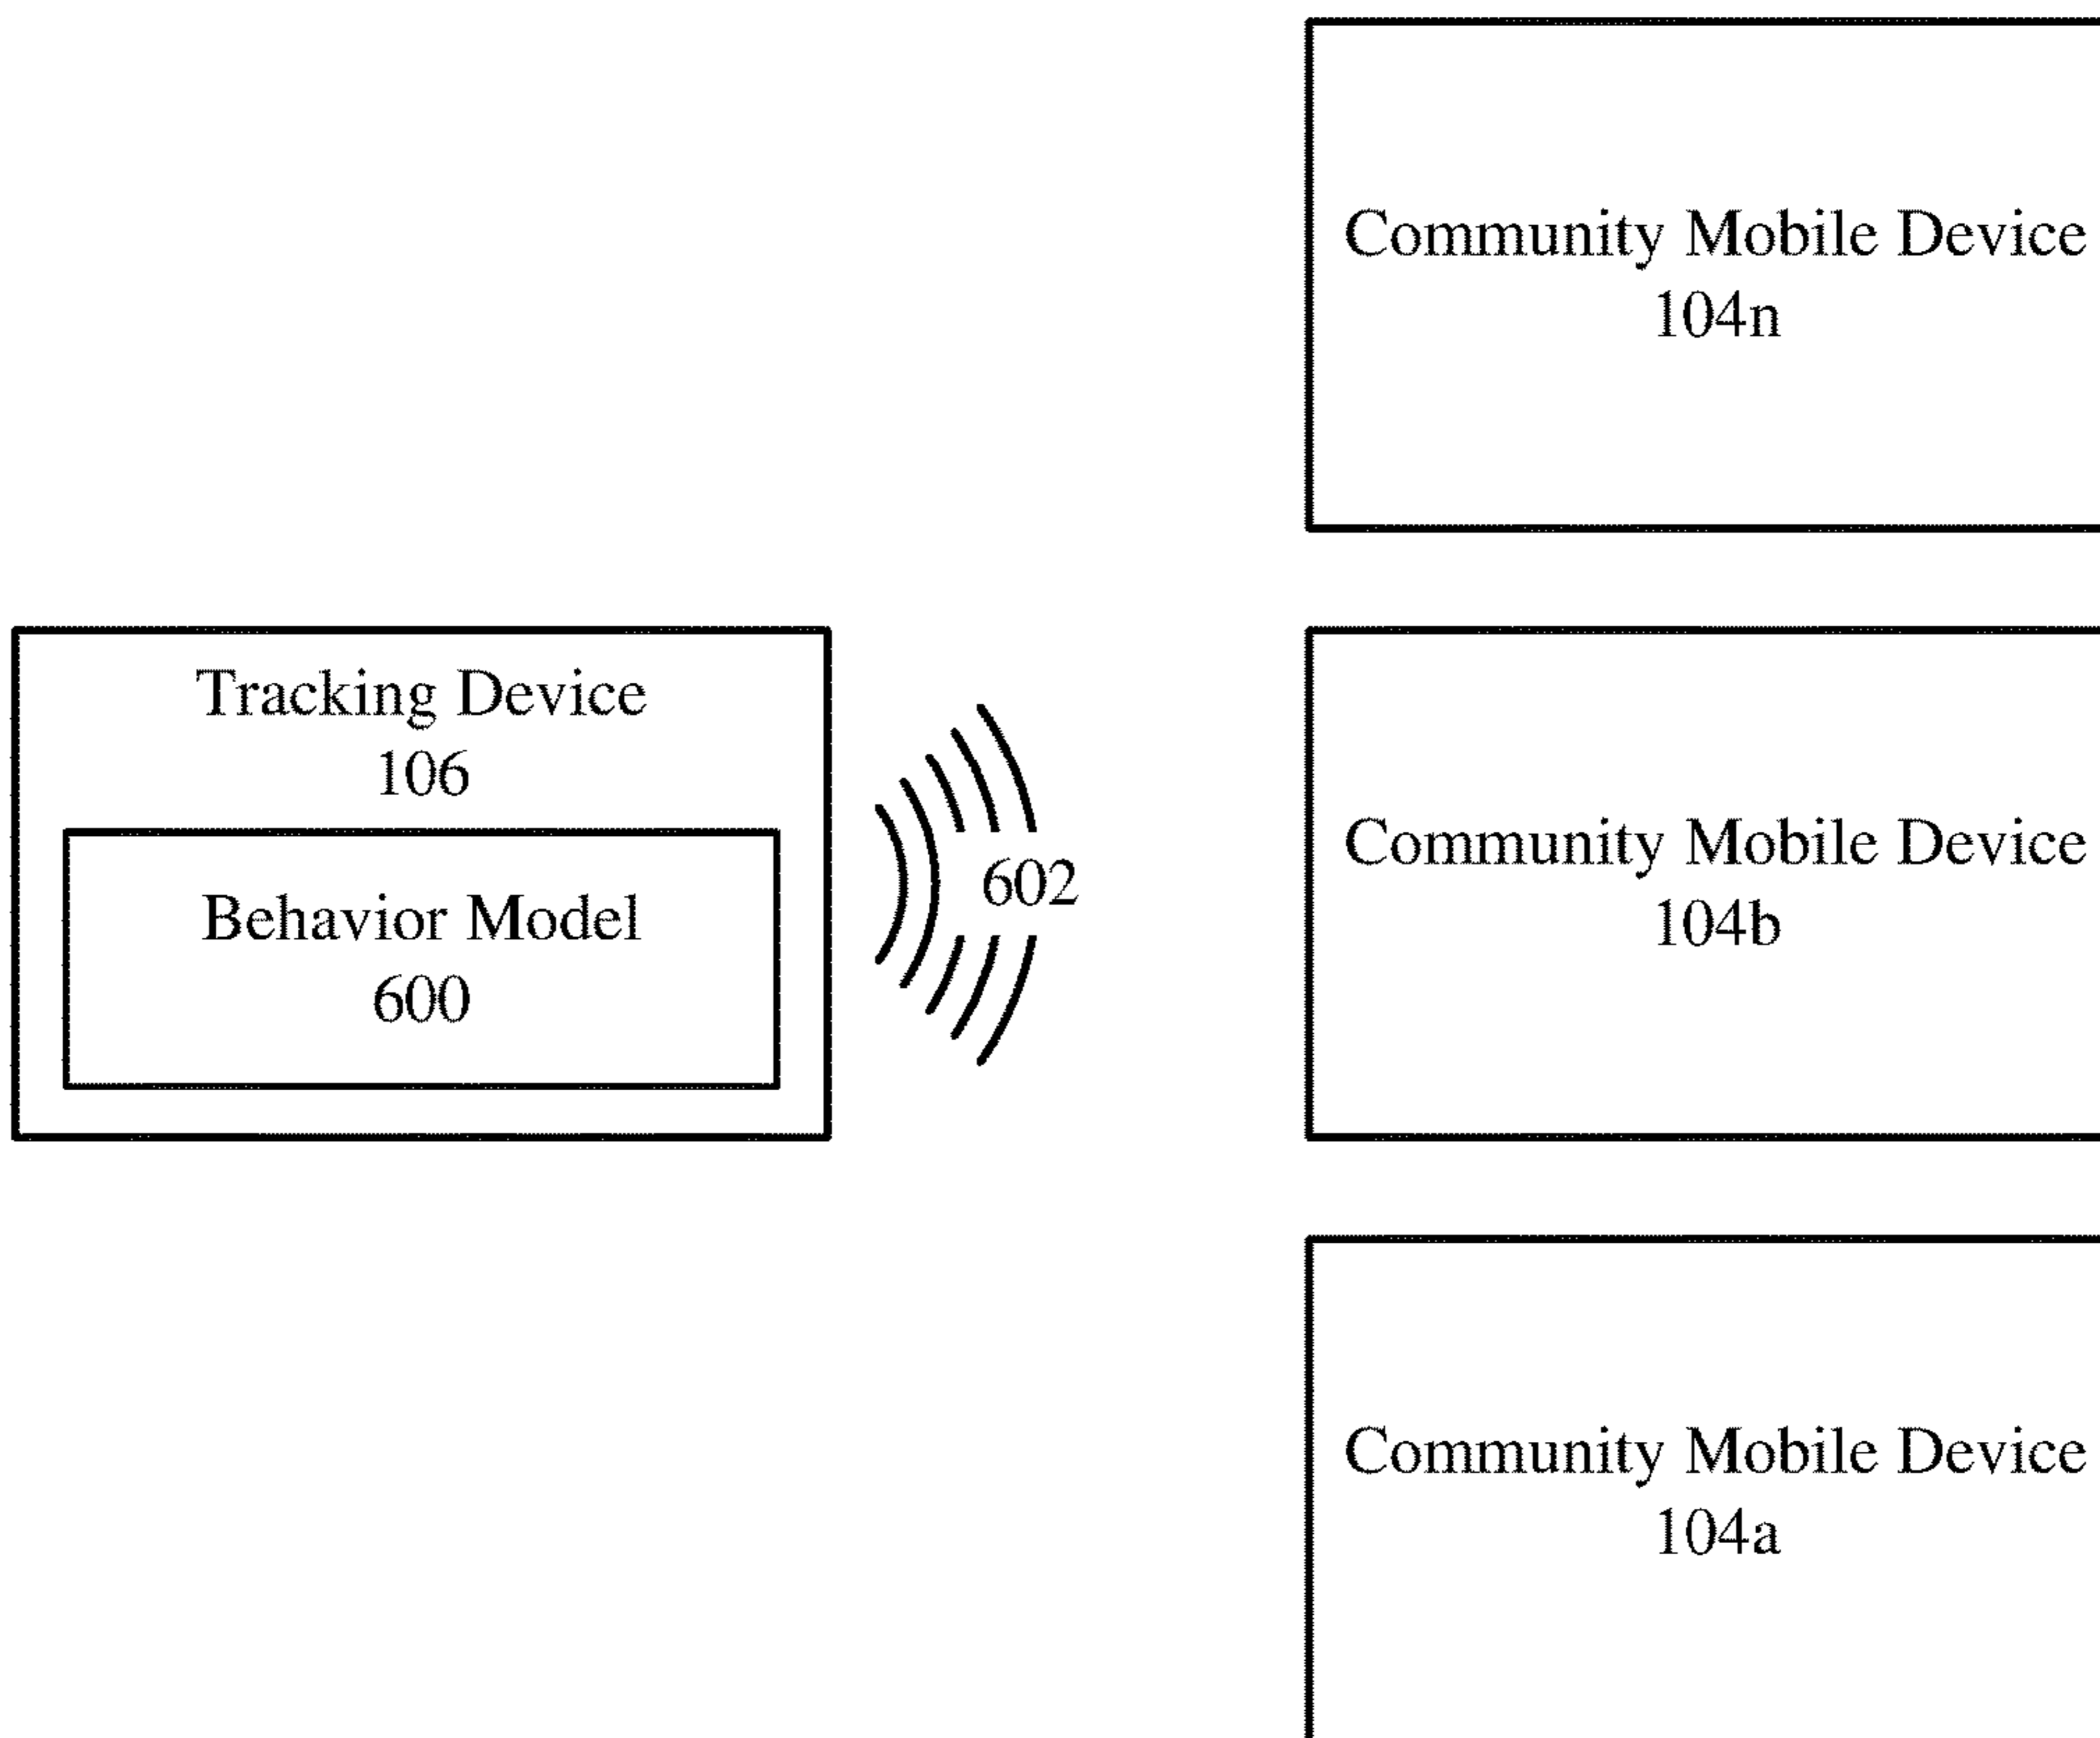 Community Mobile Device
104n
Tracking Device
106
Behavior Model
600
602
Community Mobile Device
104b
Community Mobile Device
104a